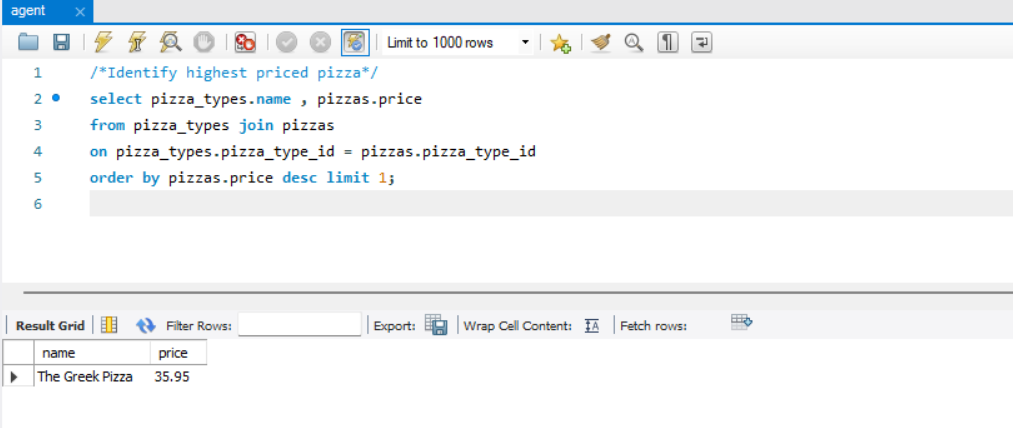 agent
Limit to 1000 rows
1 /*Identify highest priced pizza*/
2 select pizza_types.name , pizzas.price
3 from pizza_types join pizzas
4 on pizza_types.pizza_type_id = pizzas.pizza_type_id
5 order by pizzas.price desc limit 1;
6
Result Grid Filter Rows: Export: Wrap Cell Content: IA Fetch rows:
name price
The Greek Pizza 35.95